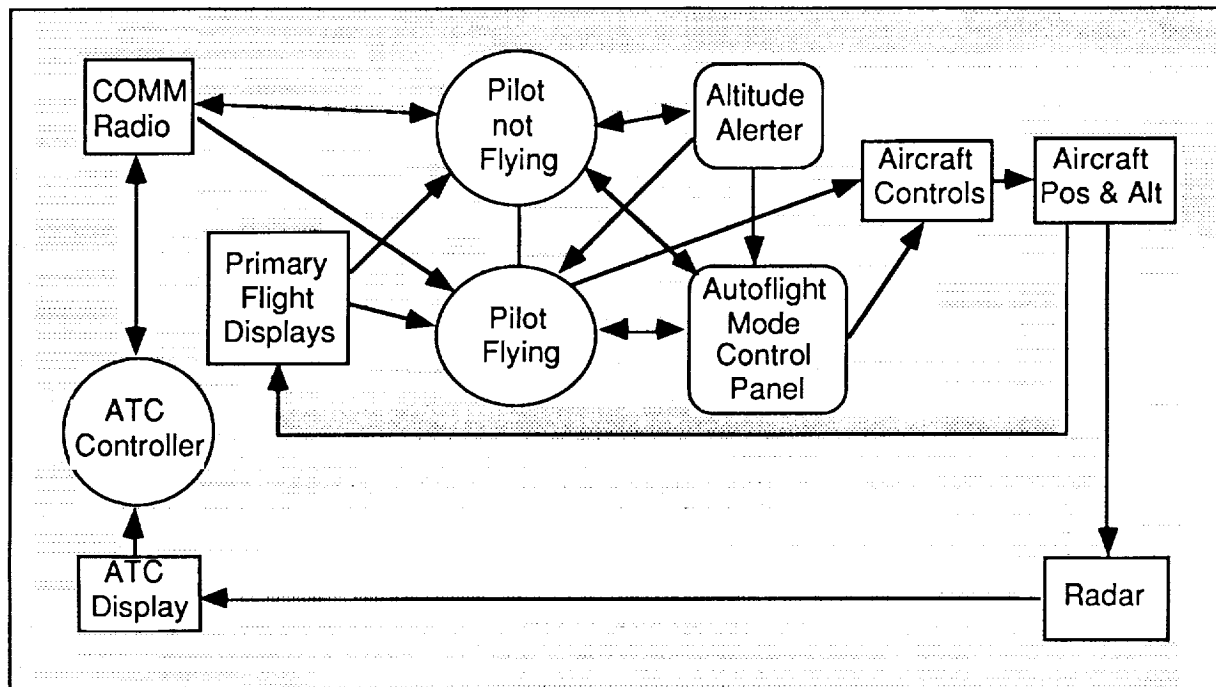 COMM
Radio
Pilot
not
Flying
Altitude
Alerter
Aircraft
Controls
Aircraft
Pos & Alt
Primary
Flight
Displays
Pilot
Flying
Autoflight
Mode
Control
Panel
ATC
Controller
ATC
Display
Radar